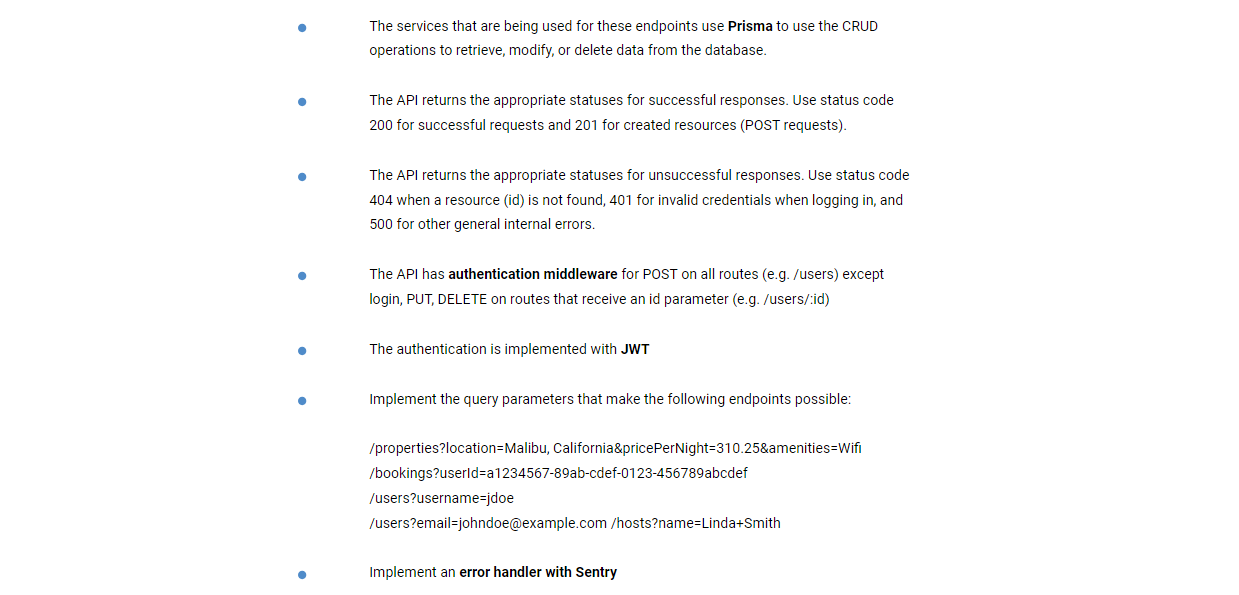 The services that are being used for these endpoints use Prisma to use the CRUD
operations to retrieve, modify, or delete data from the database.
The API returns the appropriate statuses for successful responses. Use status code
200 for successful requests and 201 for created resources (POST requests).
The API returns the appropriate statuses for unsuccessful responses. Use status code
404 when a resource (id) is not found, 401 for invalid credentials when logging in, and
500 for other general internal errors.
The API has authentication middleware for POST on all routes (e.g. /users) except
login, PUT, DELETE on routes that receive an id parameter (e.g. /users/:id)
The authentication is implemented with JWT
Implement the query parameters that make the following endpoints possible:
/properties?location=Malibu, California&pricePerNight=310.25&amenities=Wifi
/bookings?userId=a1234567-89ab-cdef-0123-456789abcdef
/users?username=jdoe
/users?email=johndoe@example.com /hosts?name=Linda+Smith
Implement an error handler with Sentry